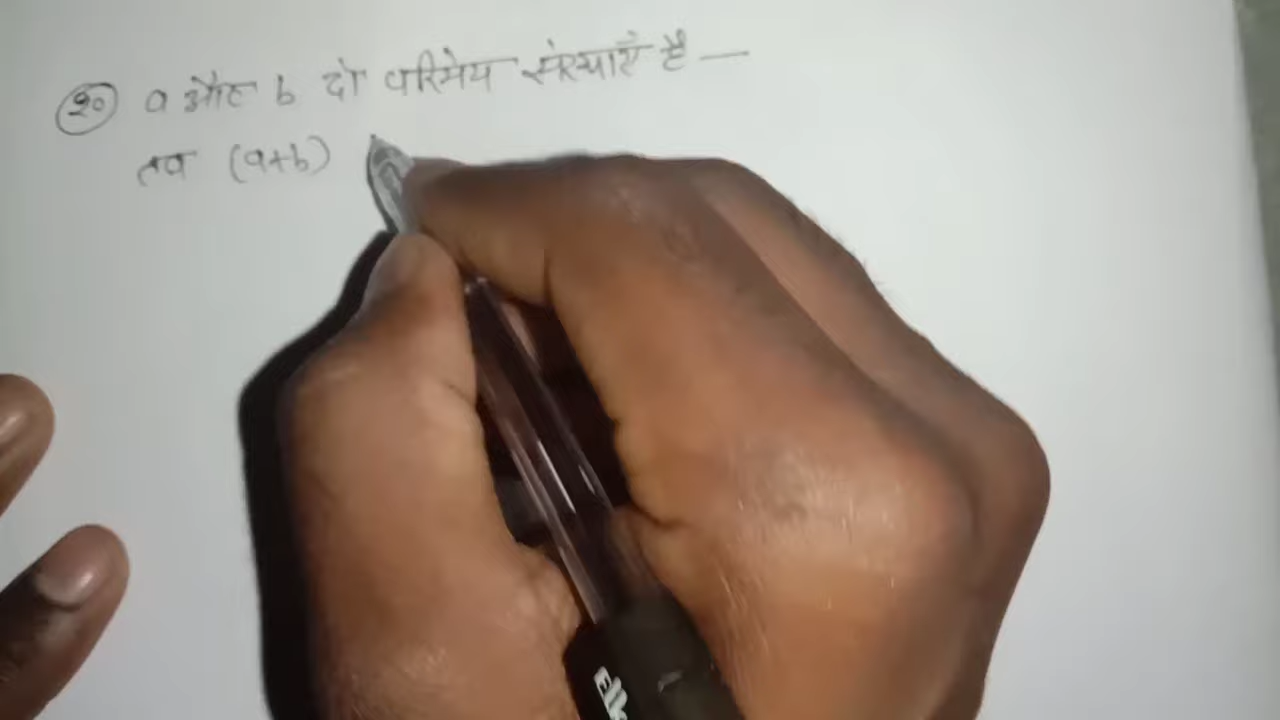 २० a और b दो परिमेय संख्याएँ है —
तब (a+b)